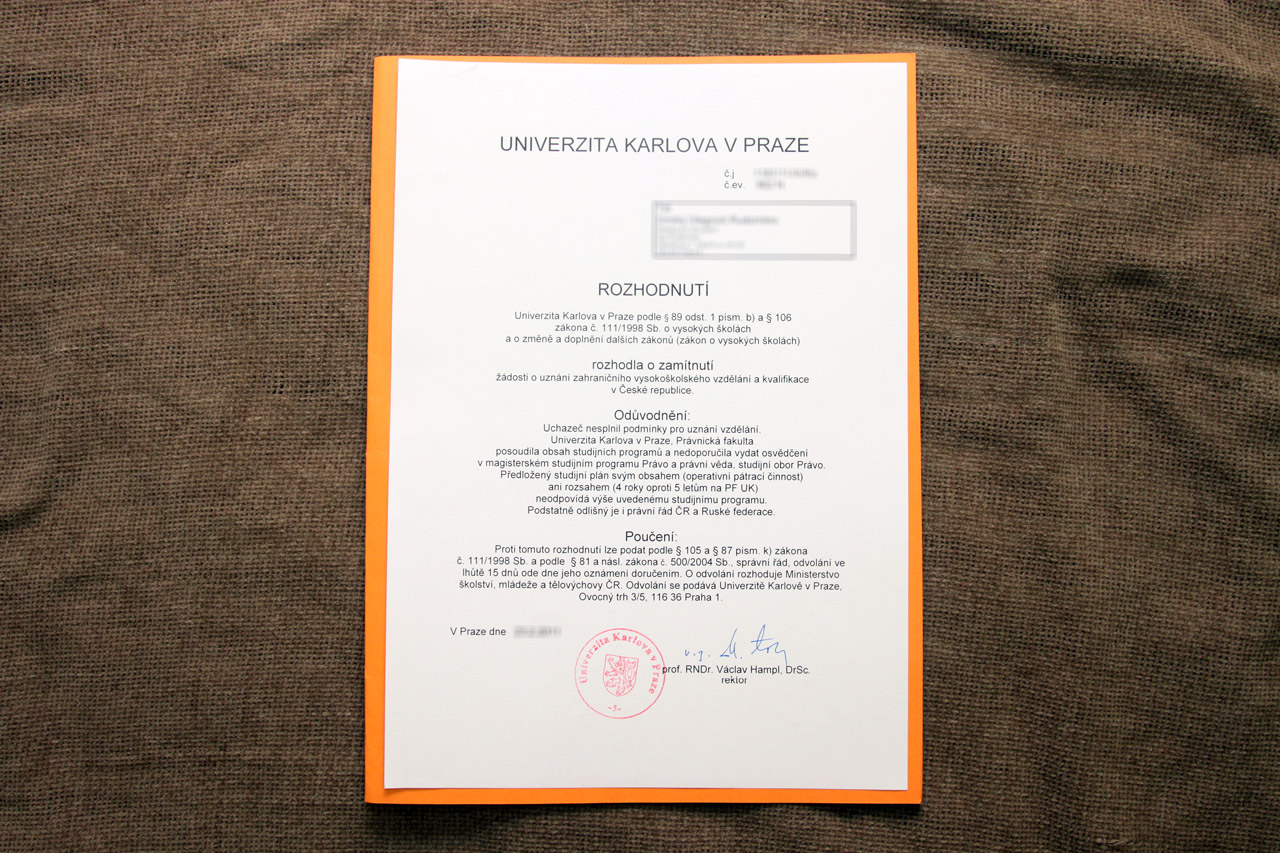 UNIVERZITA KARLOVA V PRAZE
č.j
č.ev.
ROZHODNUTÍ
Univerzita Karlova v Praze podle § 89 odst. 1 písm. b) a § 106
zákona č. 111/1998 Sb. o vysokých školách
a o změně a doplnění dalších zákonů (zákon o vysokých školách)
rozhodla o zamítnutí
žádosti o uznání zahraničního vysokoškolského vzdělání a kvalifikace
v České republice.
Odůvodnění:
Uchazeč nesplnil podmínky pro uznání vzdělání.
Univerzita Karlova v Praze, Právnická fakulta
posoudila obsah studijních programů a nedoporučila vydat osvědčení
v magisterském studijním programu Právo a právní věda, studijní obor Právo.
Předložený studijní plán svým obsahem (operativní pátrací činnost)
ani rozsahem (4 roky oproti 5 letům na PF UK)
neodpovídá výše uvedenému studijnímu programu.
Podstatně odlišný je i právní řád ČR a Ruské federace.
Poučení:
Proti tomuto rozhodnutí lze podat podle § 105 a § 87 písm. k) zákona
č. 111/1998 Sb. a podle § 81 a násl. zákona č. 500/2004 Sb., správní řád, odvolání ve
lhůtě 15 dnů ode dne jeho oznámení doručením. O odvolání rozhoduje Ministerstvo
školství, mládeže a tělovýchovy ČR. Odvolání se podává Univerzitě Karlově v Praze,
Ovocný trh 3/5, 116 36 Praha 1.
V Praze dne
Univerzita Karlova v Praze
-5-
prof. RNDr. Václav Hampl, DrSc.
rektor